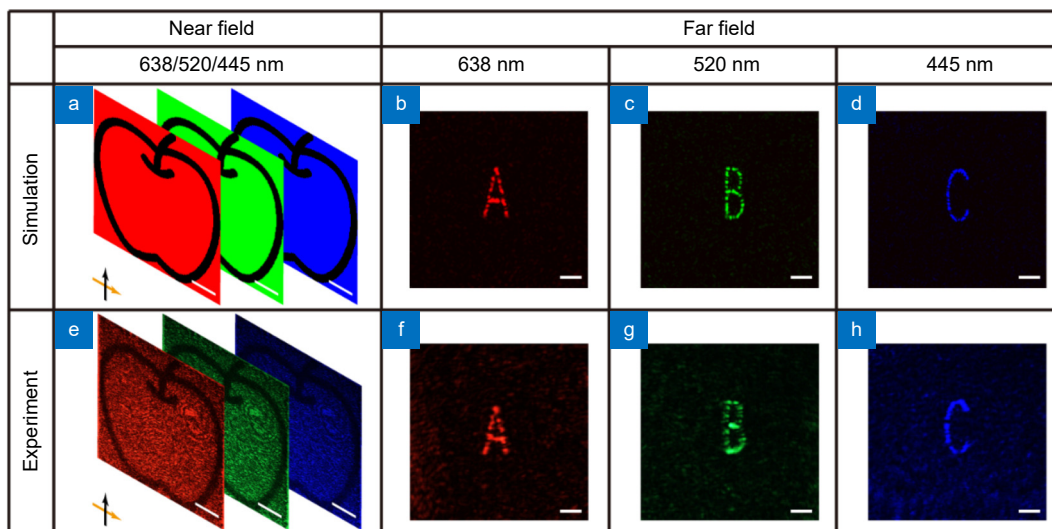 Near field
Far field
638/520/445 nm
638 nm
520 nm
445 nm
Simulation
a
b
c
d
A
B
C
Experiment
e
f
g
h
A
B
C